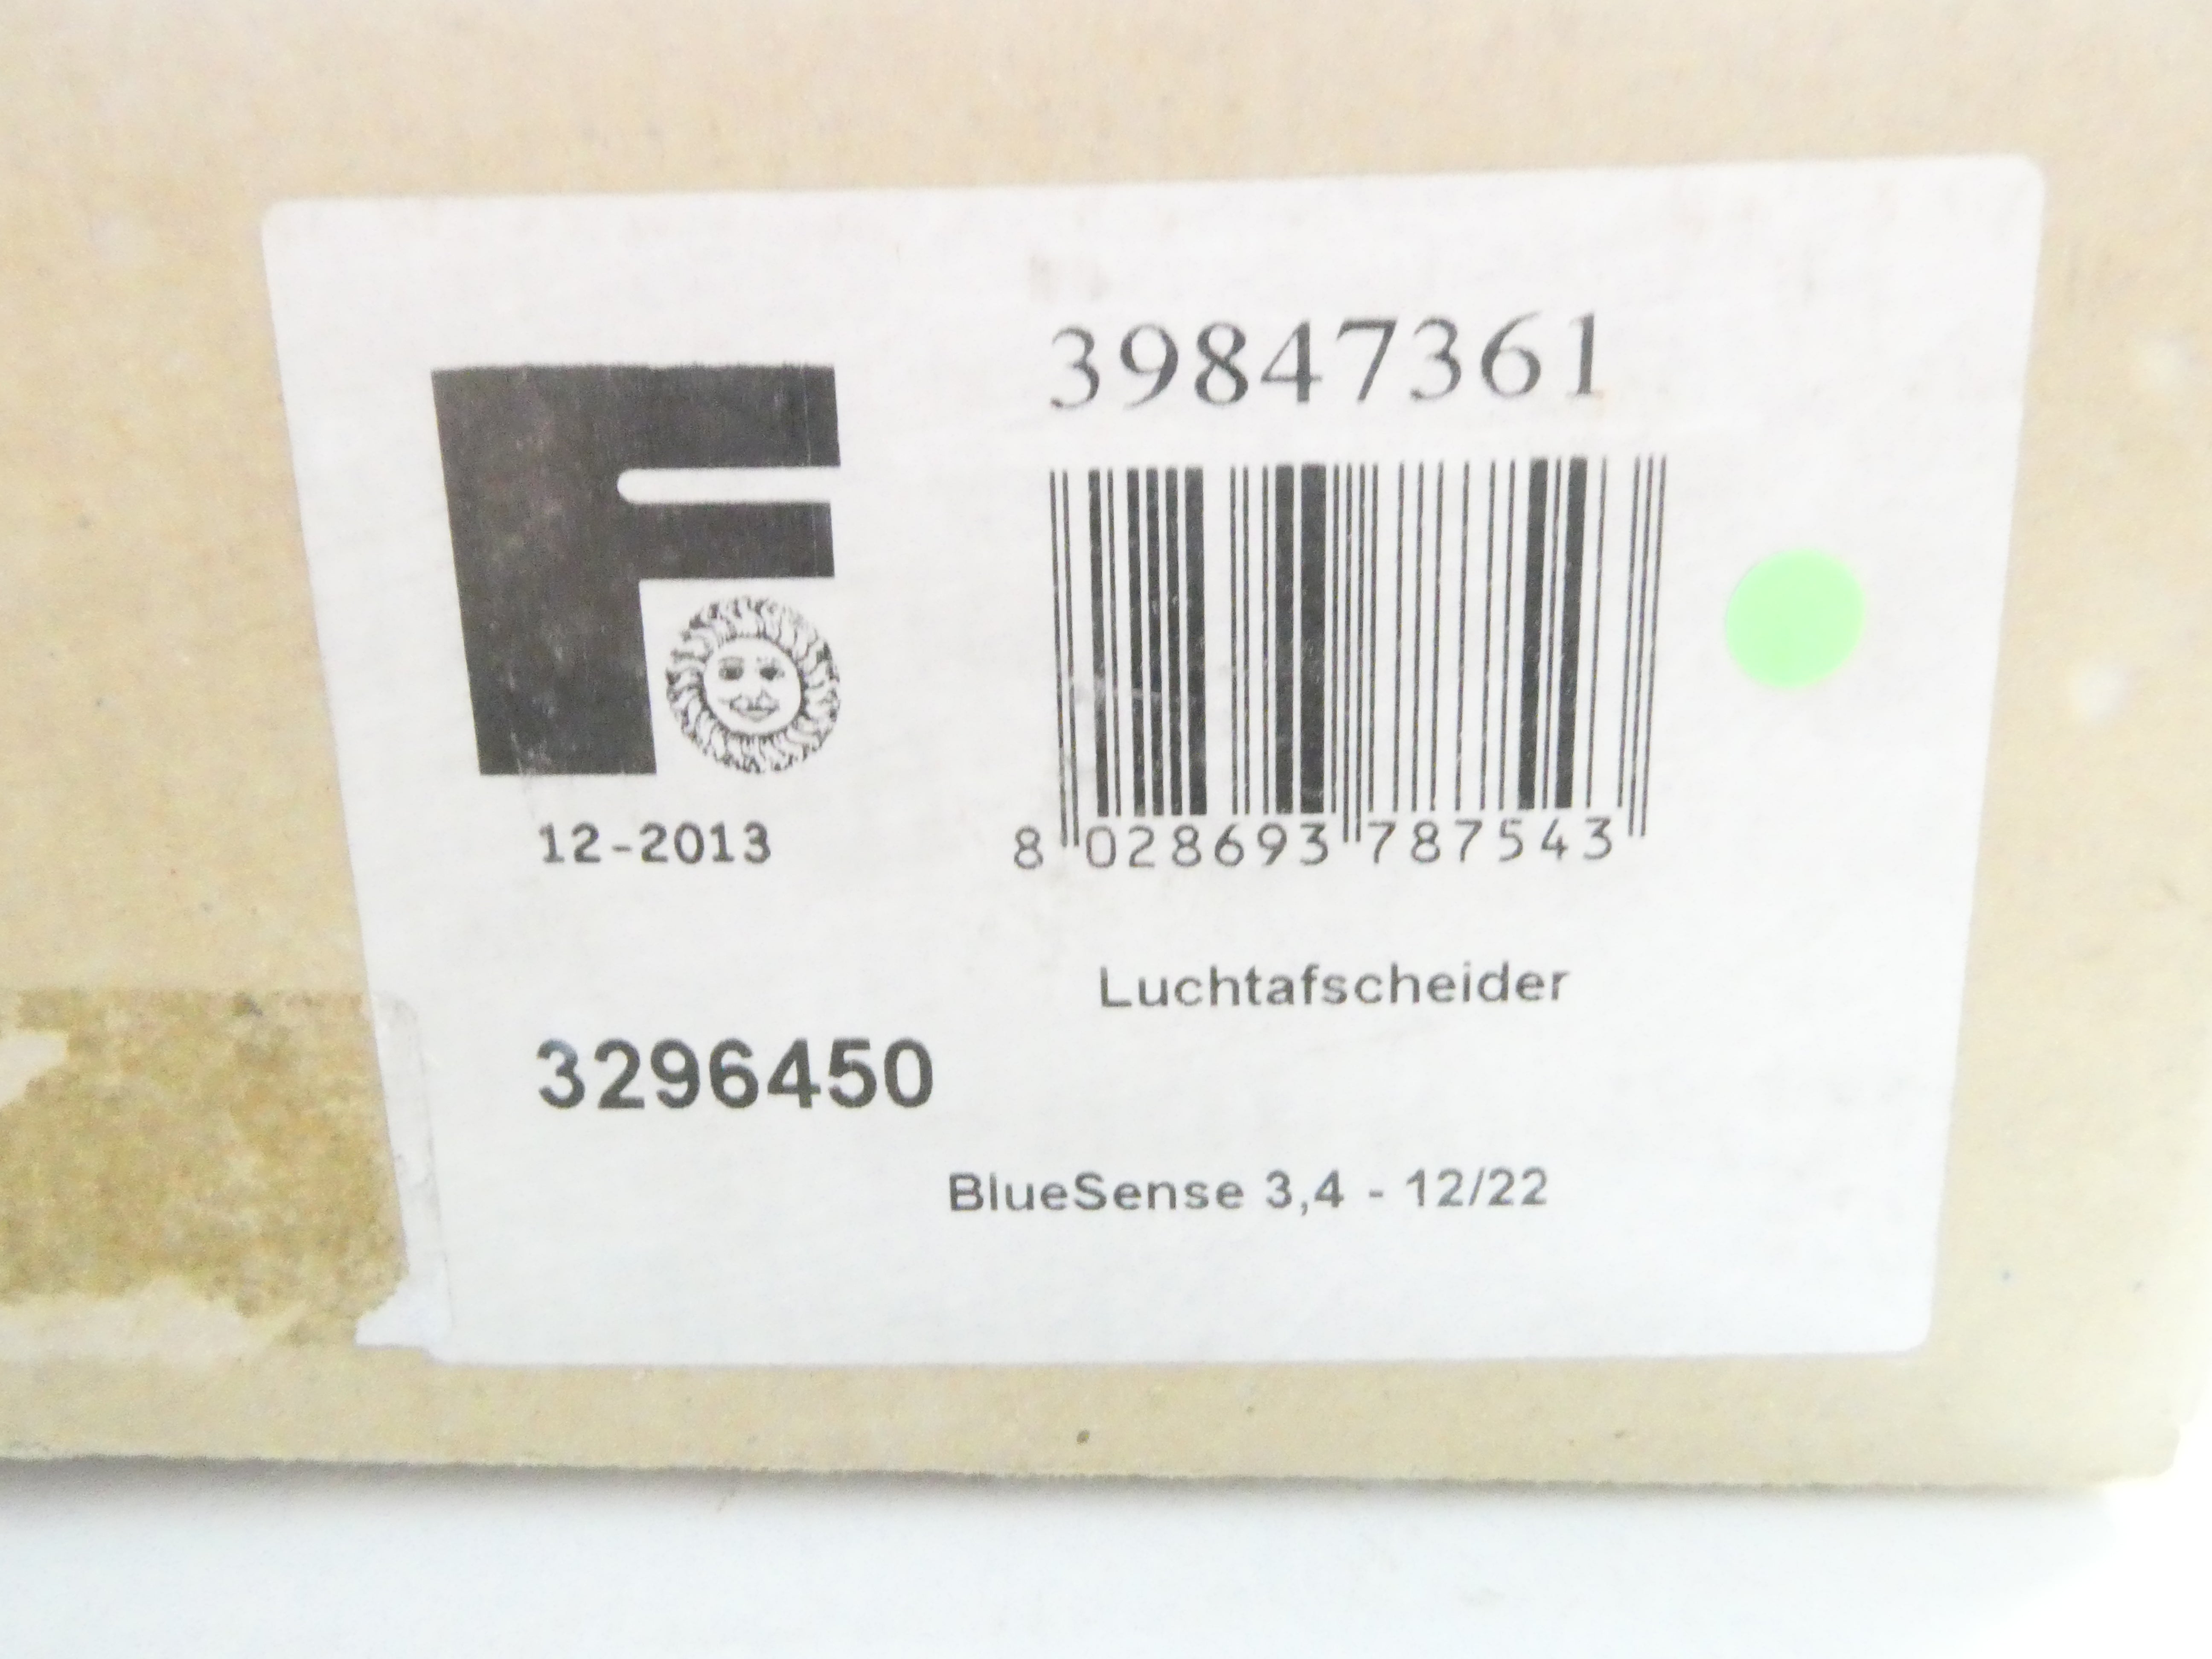 F
39847361
12-2013
8 028693 787543
Luchtafscheider
3296450
BlueSense 3,4 - 12/22